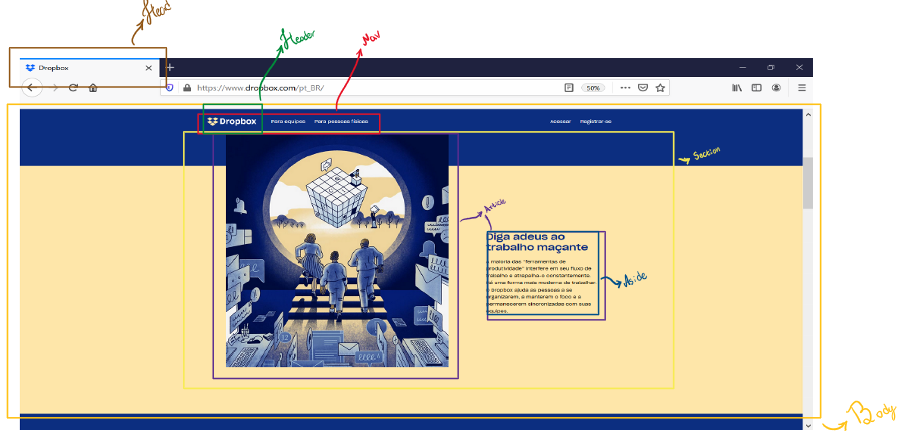 Head
Header
Nav
Dropbox
https://www.dropbox.com/pt_BR/
50%
Dropbox
Para equipes
Para pessoas físicas
Acessar
Registrar-se
Section
Article
Diga adeus ao
trabalho maçante
A maioria das "ferramentas de
produtividade" interfere em seu fluxo de
trabalho e atrapalha-o constantemente.
Há uma forma mais moderna de trabalhar.
O Dropbox ajuda as pessoas a se
organizarem, a manterem o foco e a
permanecerem sincronizadas com suas
equipes.
Aside
Body